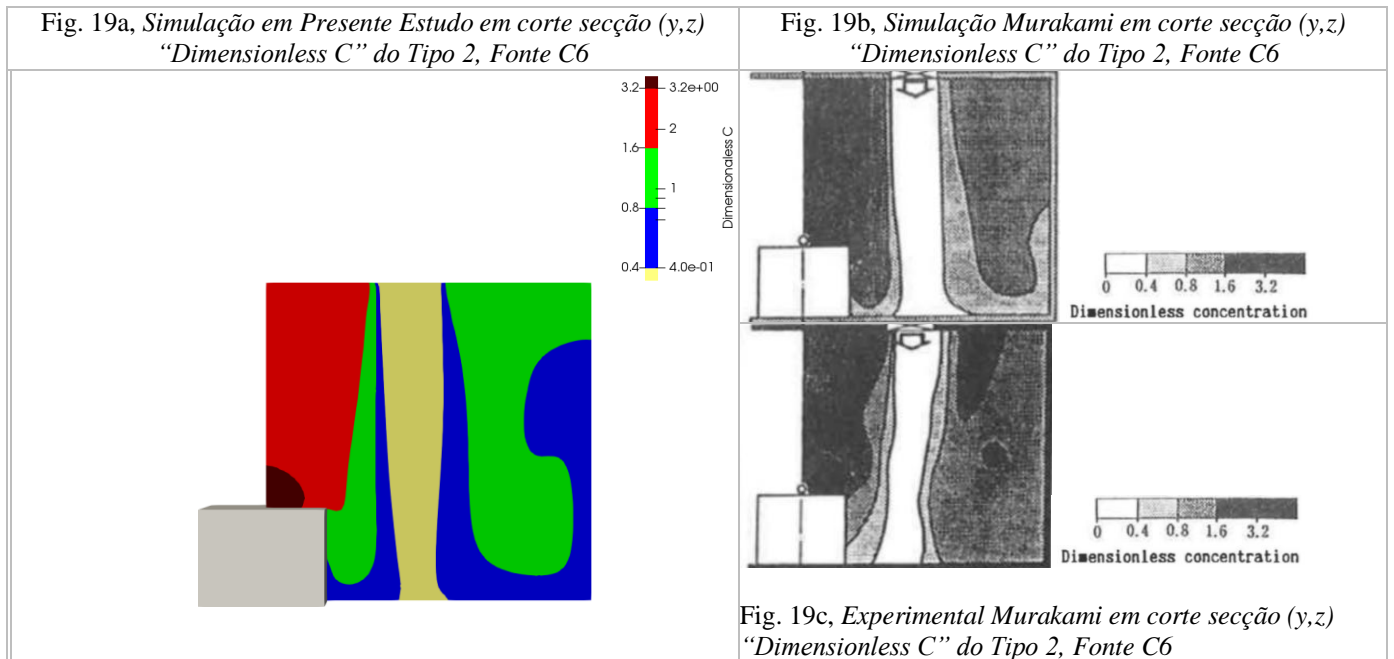 Fig. 19a, Simulação em Presente Estudo em corte secção (y,z)
“Dimensionless C” do Tipo 2, Fonte C6
Fig. 19b, Simulação Murakami em corte secção (y,z)
“Dimensionless C” do Tipo 2, Fonte C6
3.2
3.2e+00
2
1.6
1
0.8
0.4
4.0e-01
Dimensionaless C
0 0.4 0.8 1.6 3.2
Dimensionless concentration
0 0.4 0.8 1.6 3.2
Dimensionless concentration
Fig. 19c, Experimental Murakami em corte secção (y,z)
“Dimensionless C” do Tipo 2, Fonte C6